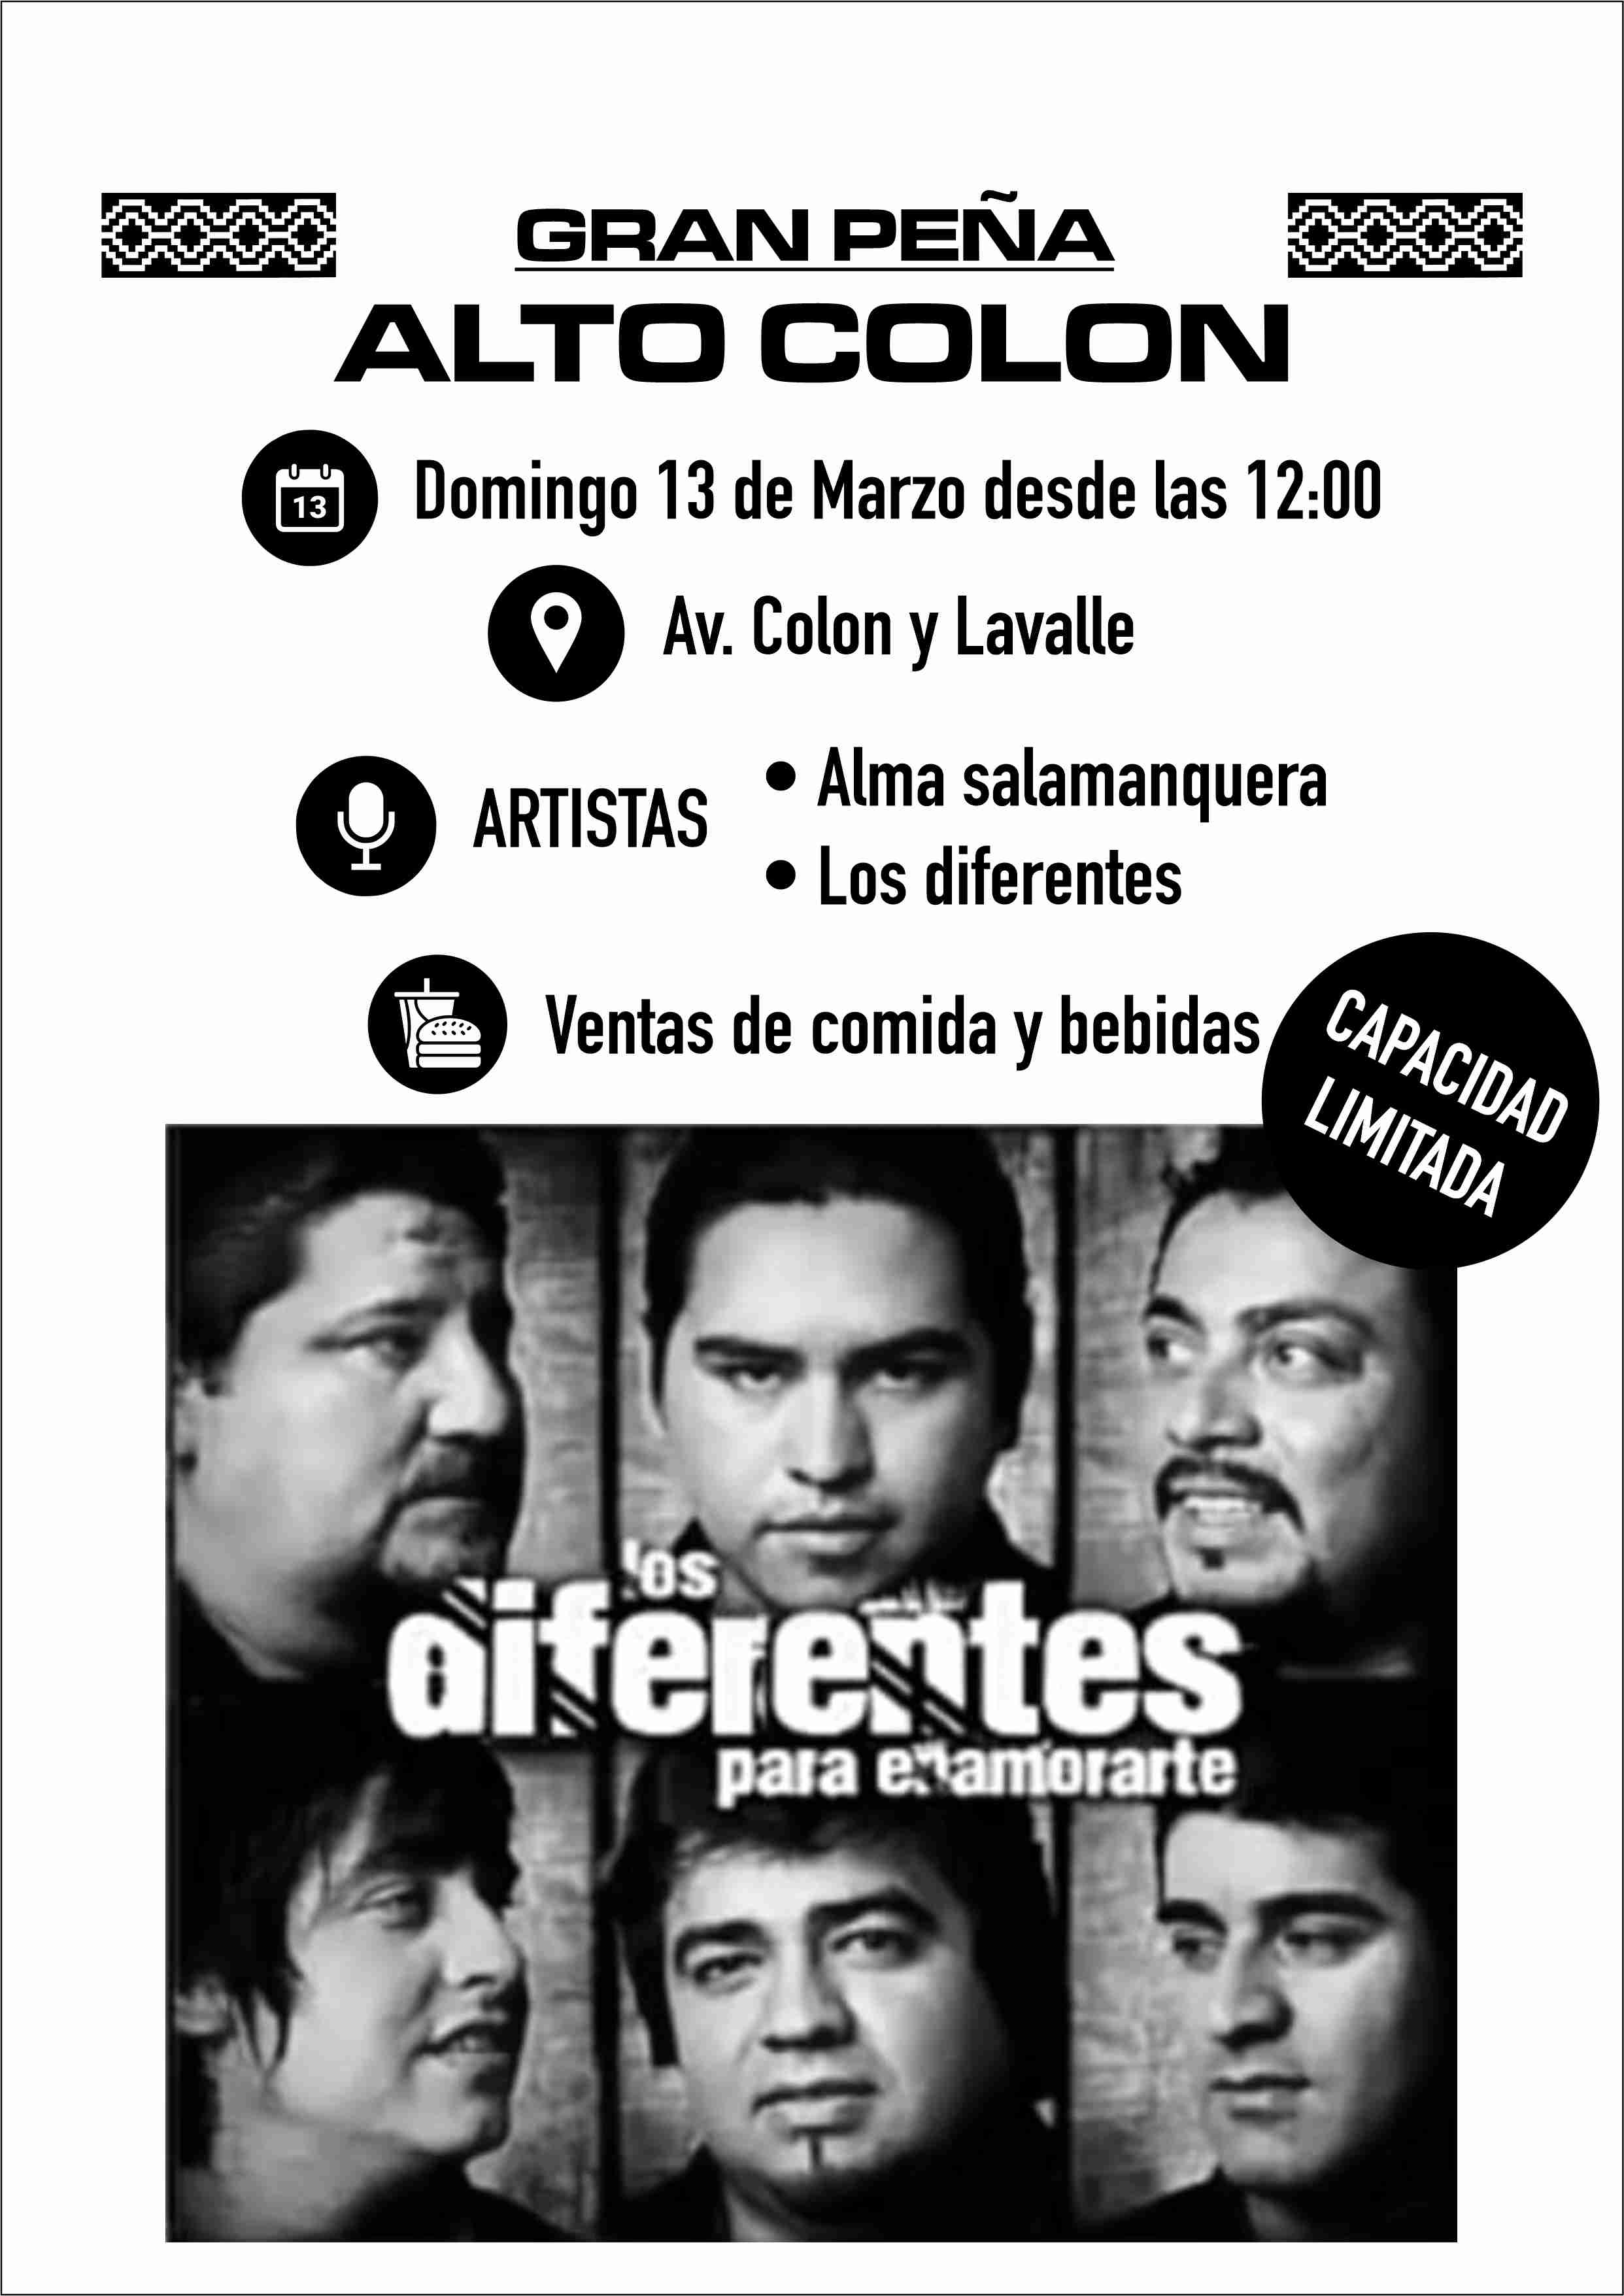 GRAN PEÑA
ALTO COLON
13
Domingo 13 de Marzo desde las 12:00
Av. Colon y Lavalle
ARTISTAS
• Alma salamanquera
• Los diferentes
Ventas de comida y bebidas
CAPACIDAD
LIMITADA
los
diferentes
para enamorarte